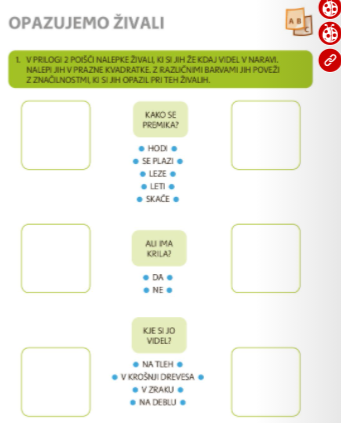 OPAZUJEMO ŽIVALI
A B C
1. V PRILOGI 2 POIŠČI NALEPKE ŽIVALI, KI SI JIH ŽE KDAJ VIDEL V NARAVI.
NALEPI JIH V PRAZNE KVADRATKE. Z RAZLIČNIMI BARVAMI JIH POVEŽI
Z ZNAČILNOSTMI, KI SI JIH OPAZIL PRI TEH ŽIVALIH.
KAKO SE
PREMIKA?
HODI
SE PLAZI
LEZE
LETI
SKAČE
ALI IMA
KRILA?
DA
NE
KJE SI JO
VIDEL?
NA TLEH
V KROŠNJI DREVESA
V ZRAKU
NA DEBLU